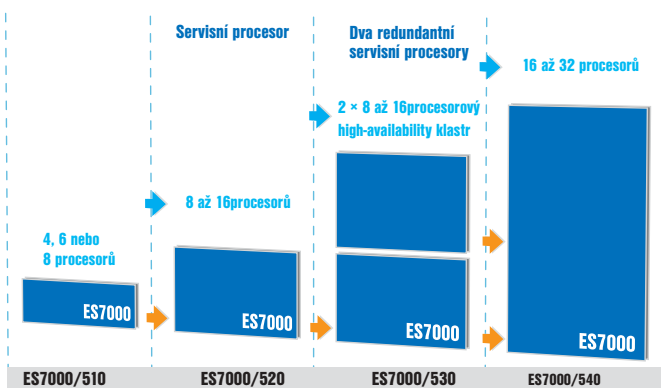 Servisní procesor
Dva redundantní
servisní procesory
16 až 32 procesorů
2 × 8 až 16procesorový
high-availability klastr
8 až 16procesorů
4, 6 nebo
8 procesorů
ES7000
ES7000
ES7000
ES7000
ES7000/510
ES7000/520
ES7000/530
ES7000/540